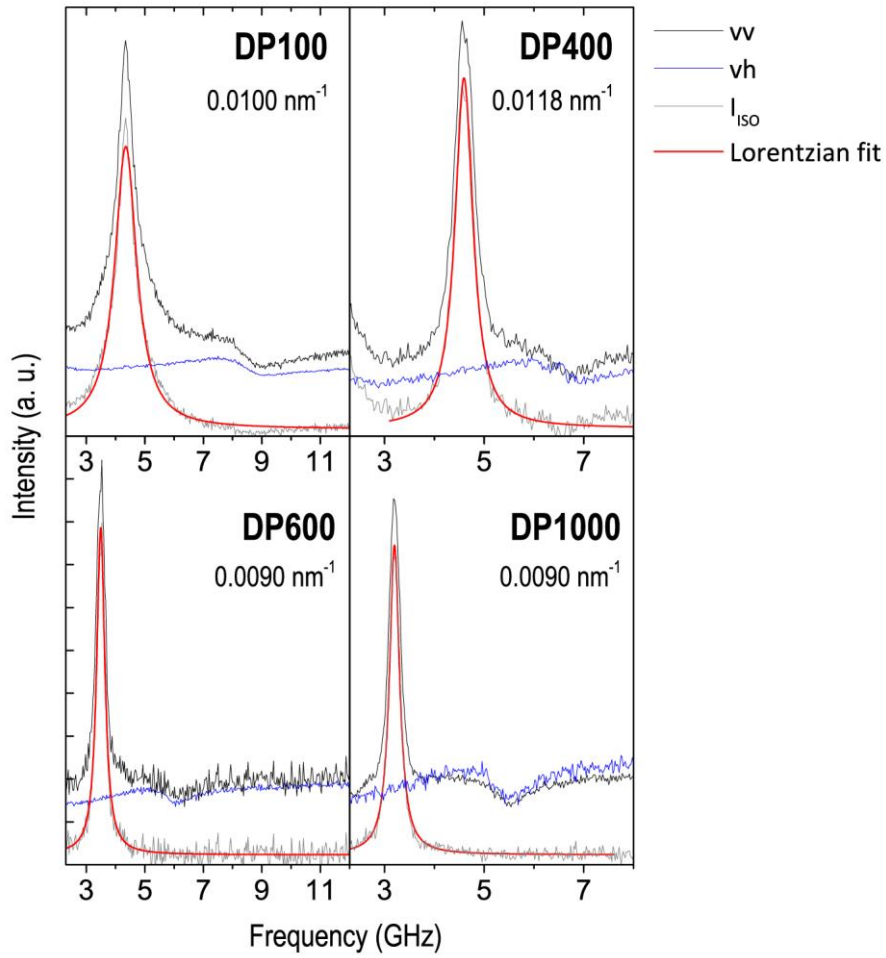 DP100
0.0100 nm⁻¹
DP400
0.0118 nm⁻¹
vv
vh
I_ISO
Lorentzian fit
3 5 7 9 11
3 5 7
DP600
0.0090 nm⁻¹
DP1000
0.0090 nm⁻¹
3 5 7 9 11
3 5 7
Intensity (a. u.)
Frequency (GHz)